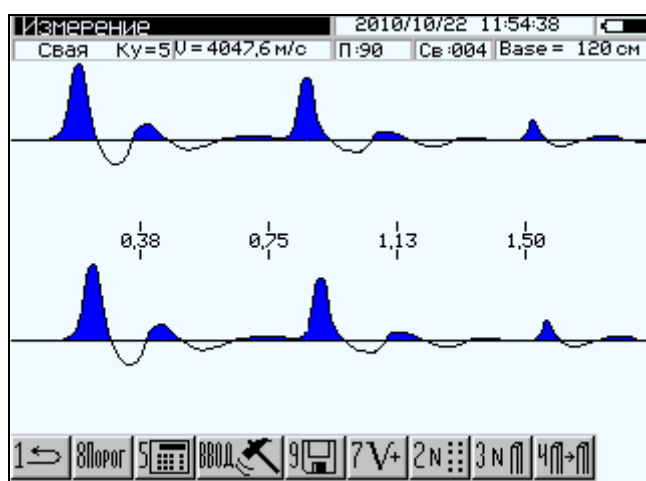 Измерение 2010/10/22 11:54:38
Свая Ку=5 V=4047,6 м/с П:90 Св:004 Base = 120 см
0,38 0,75 1,13 1,50
1 8Порог 5 ВВОД 9 7V+ 2N 3N 4